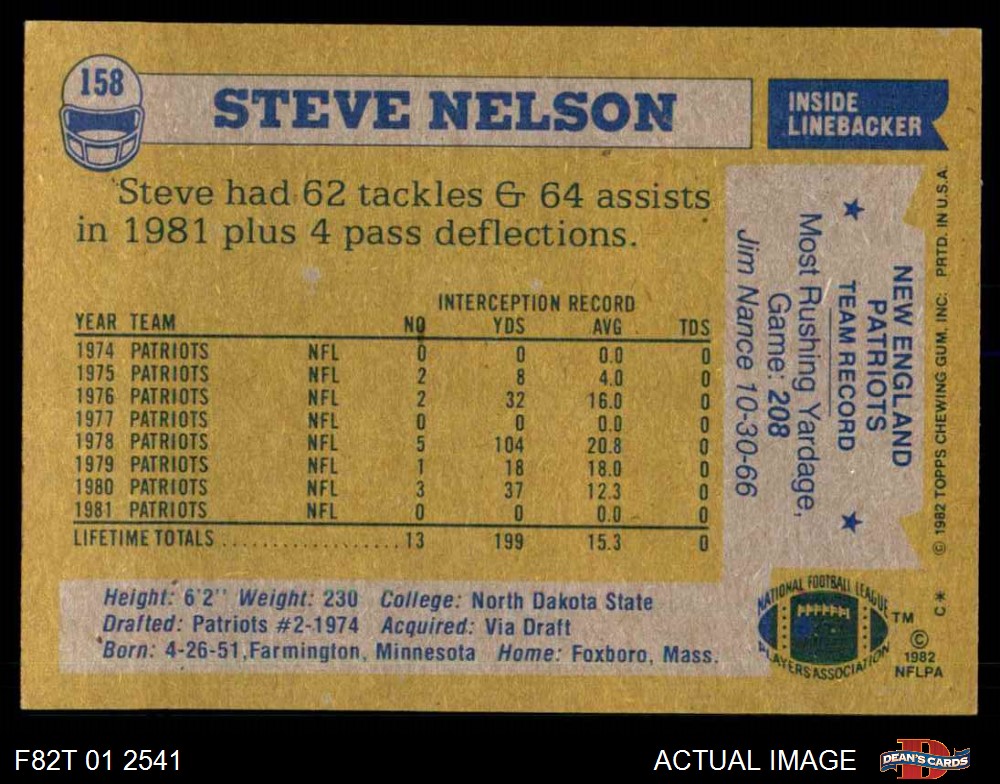 158
STEVE NELSON
INSIDE
LINEBACKER
Steve had 62 tackles & 64 assists
in 1981 plus 4 pass deflections.
INTERCEPTION RECORD
YEAR TEAM NO YDS AVG TDS
1974 PATRIOTS NFL 0 0 0.0 0
1975 PATRIOTS NFL 2 8 4.0 0
1976 PATRIOTS NFL 2 32 16.0 0
1977 PATRIOTS NFL 0 0 0.0 0
1978 PATRIOTS NFL 5 104 20.8 0
1979 PATRIOTS NFL 1 18 18.0 0
1980 PATRIOTS NFL 3 37 12.3 0
1981 PATRIOTS NFL 0 0 0.0 0
LIFETIME TOTALS..................13 199 15.3 0
NEW ENGLAND
PATRIOTS
TEAM RECORD
Most Rushing Yardage,
Game: 208
Jim Nance 10-30-66
© 1982 TOPPS CHEWING GUM, INC. PRTD. IN U.S.A.
Height: 6'2" Weight: 230 College: North Dakota State
Drafted: Patriots #2-1974 Acquired: Via Draft
Born: 4-26-51, Farmington, Minnesota Home: Foxboro, Mass.
NATIONAL FOOTBALL LEAGUE
PLAYERS ASSOCIATION
TM
C*
©
1982
NFLPA
F82T 01 2541
ACTUAL IMAGE
D
DEAN'S CARDS